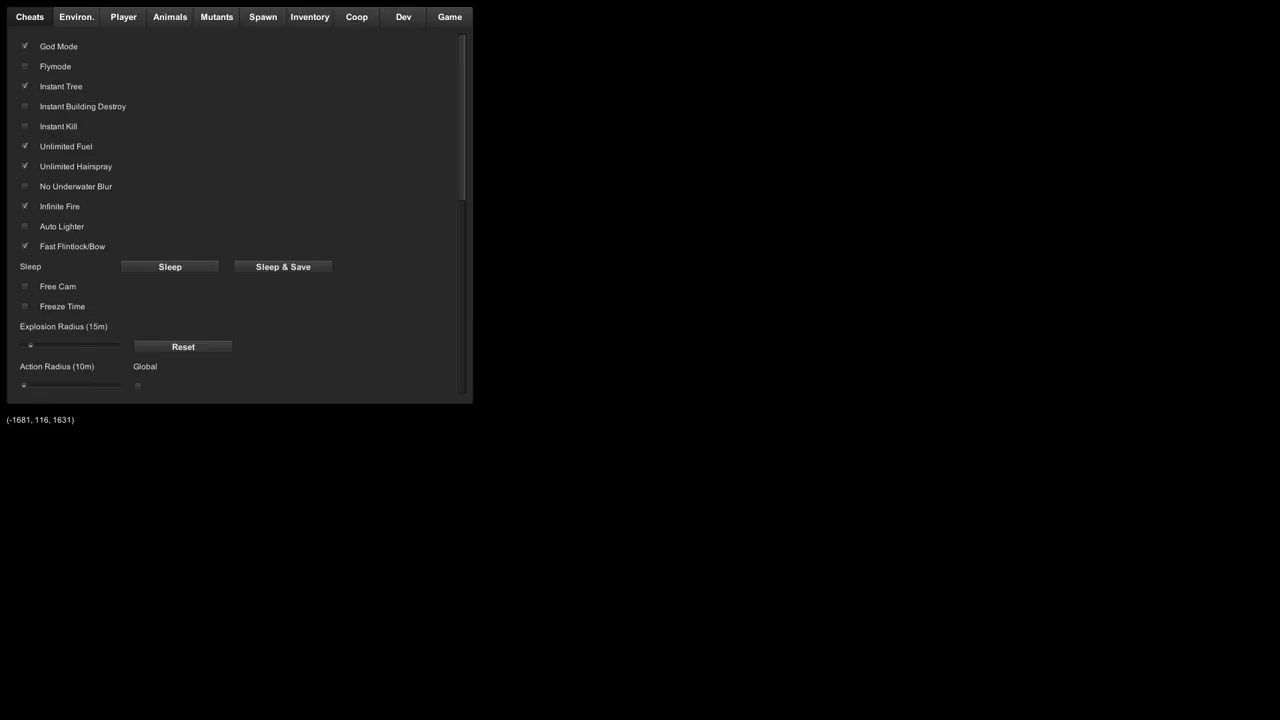 Cheats Environ. Player Animals Mutants Spawn Inventory Coop Dev Game
God Mode
Flymode
Instant Tree
Instant Building Destroy
Instant Kill
Unlimited Fuel
Unlimited Hairspray
No Underwater Blur
Infinite Fire
Auto Lighter
Fast Flintlock/Bow
Sleep Sleep Sleep & Save
Free Cam
Freeze Time
Explosion Radius (15m)
Reset
Action Radius (10m) Global
(-1681, 116, 1631)